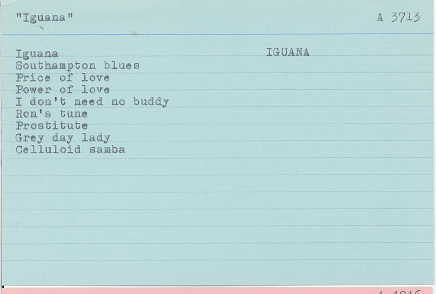 "Iguana" A 3713
Iguana IGUANA
Southampton blues
Price of love
Power of love
I don't need no buddy
Ron's tune
Prostitute
Grey day lady
Celluloid samba